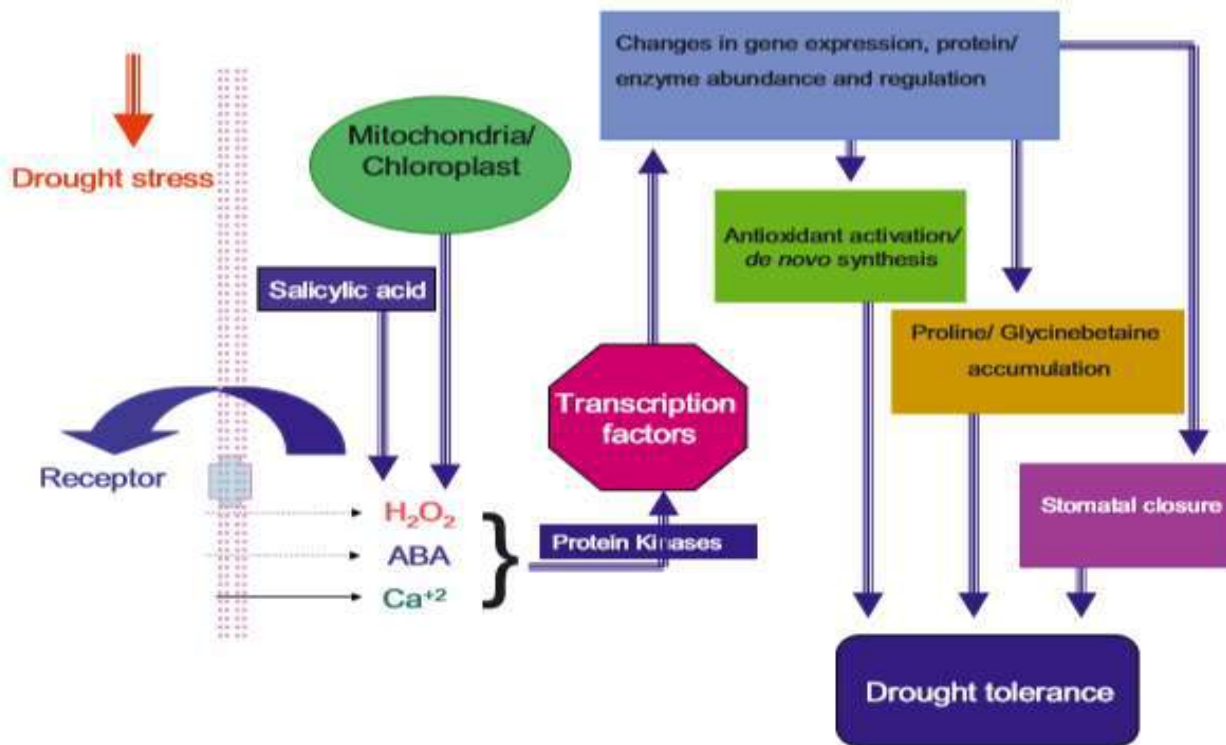 Drought stress
Mitochondria/
Chloroplast
Salicylic acid
Receptor
H₂O₂
ABA
Ca⁺²
}
Protein Kinases
Transcription
factors
Changes in gene expression, protein/
enzyme abundance and regulation
Antioxidant activation/
de novo synthesis
Proline/ Glycinebetaine
accumulation
Stomatal closure
Drought tolerance